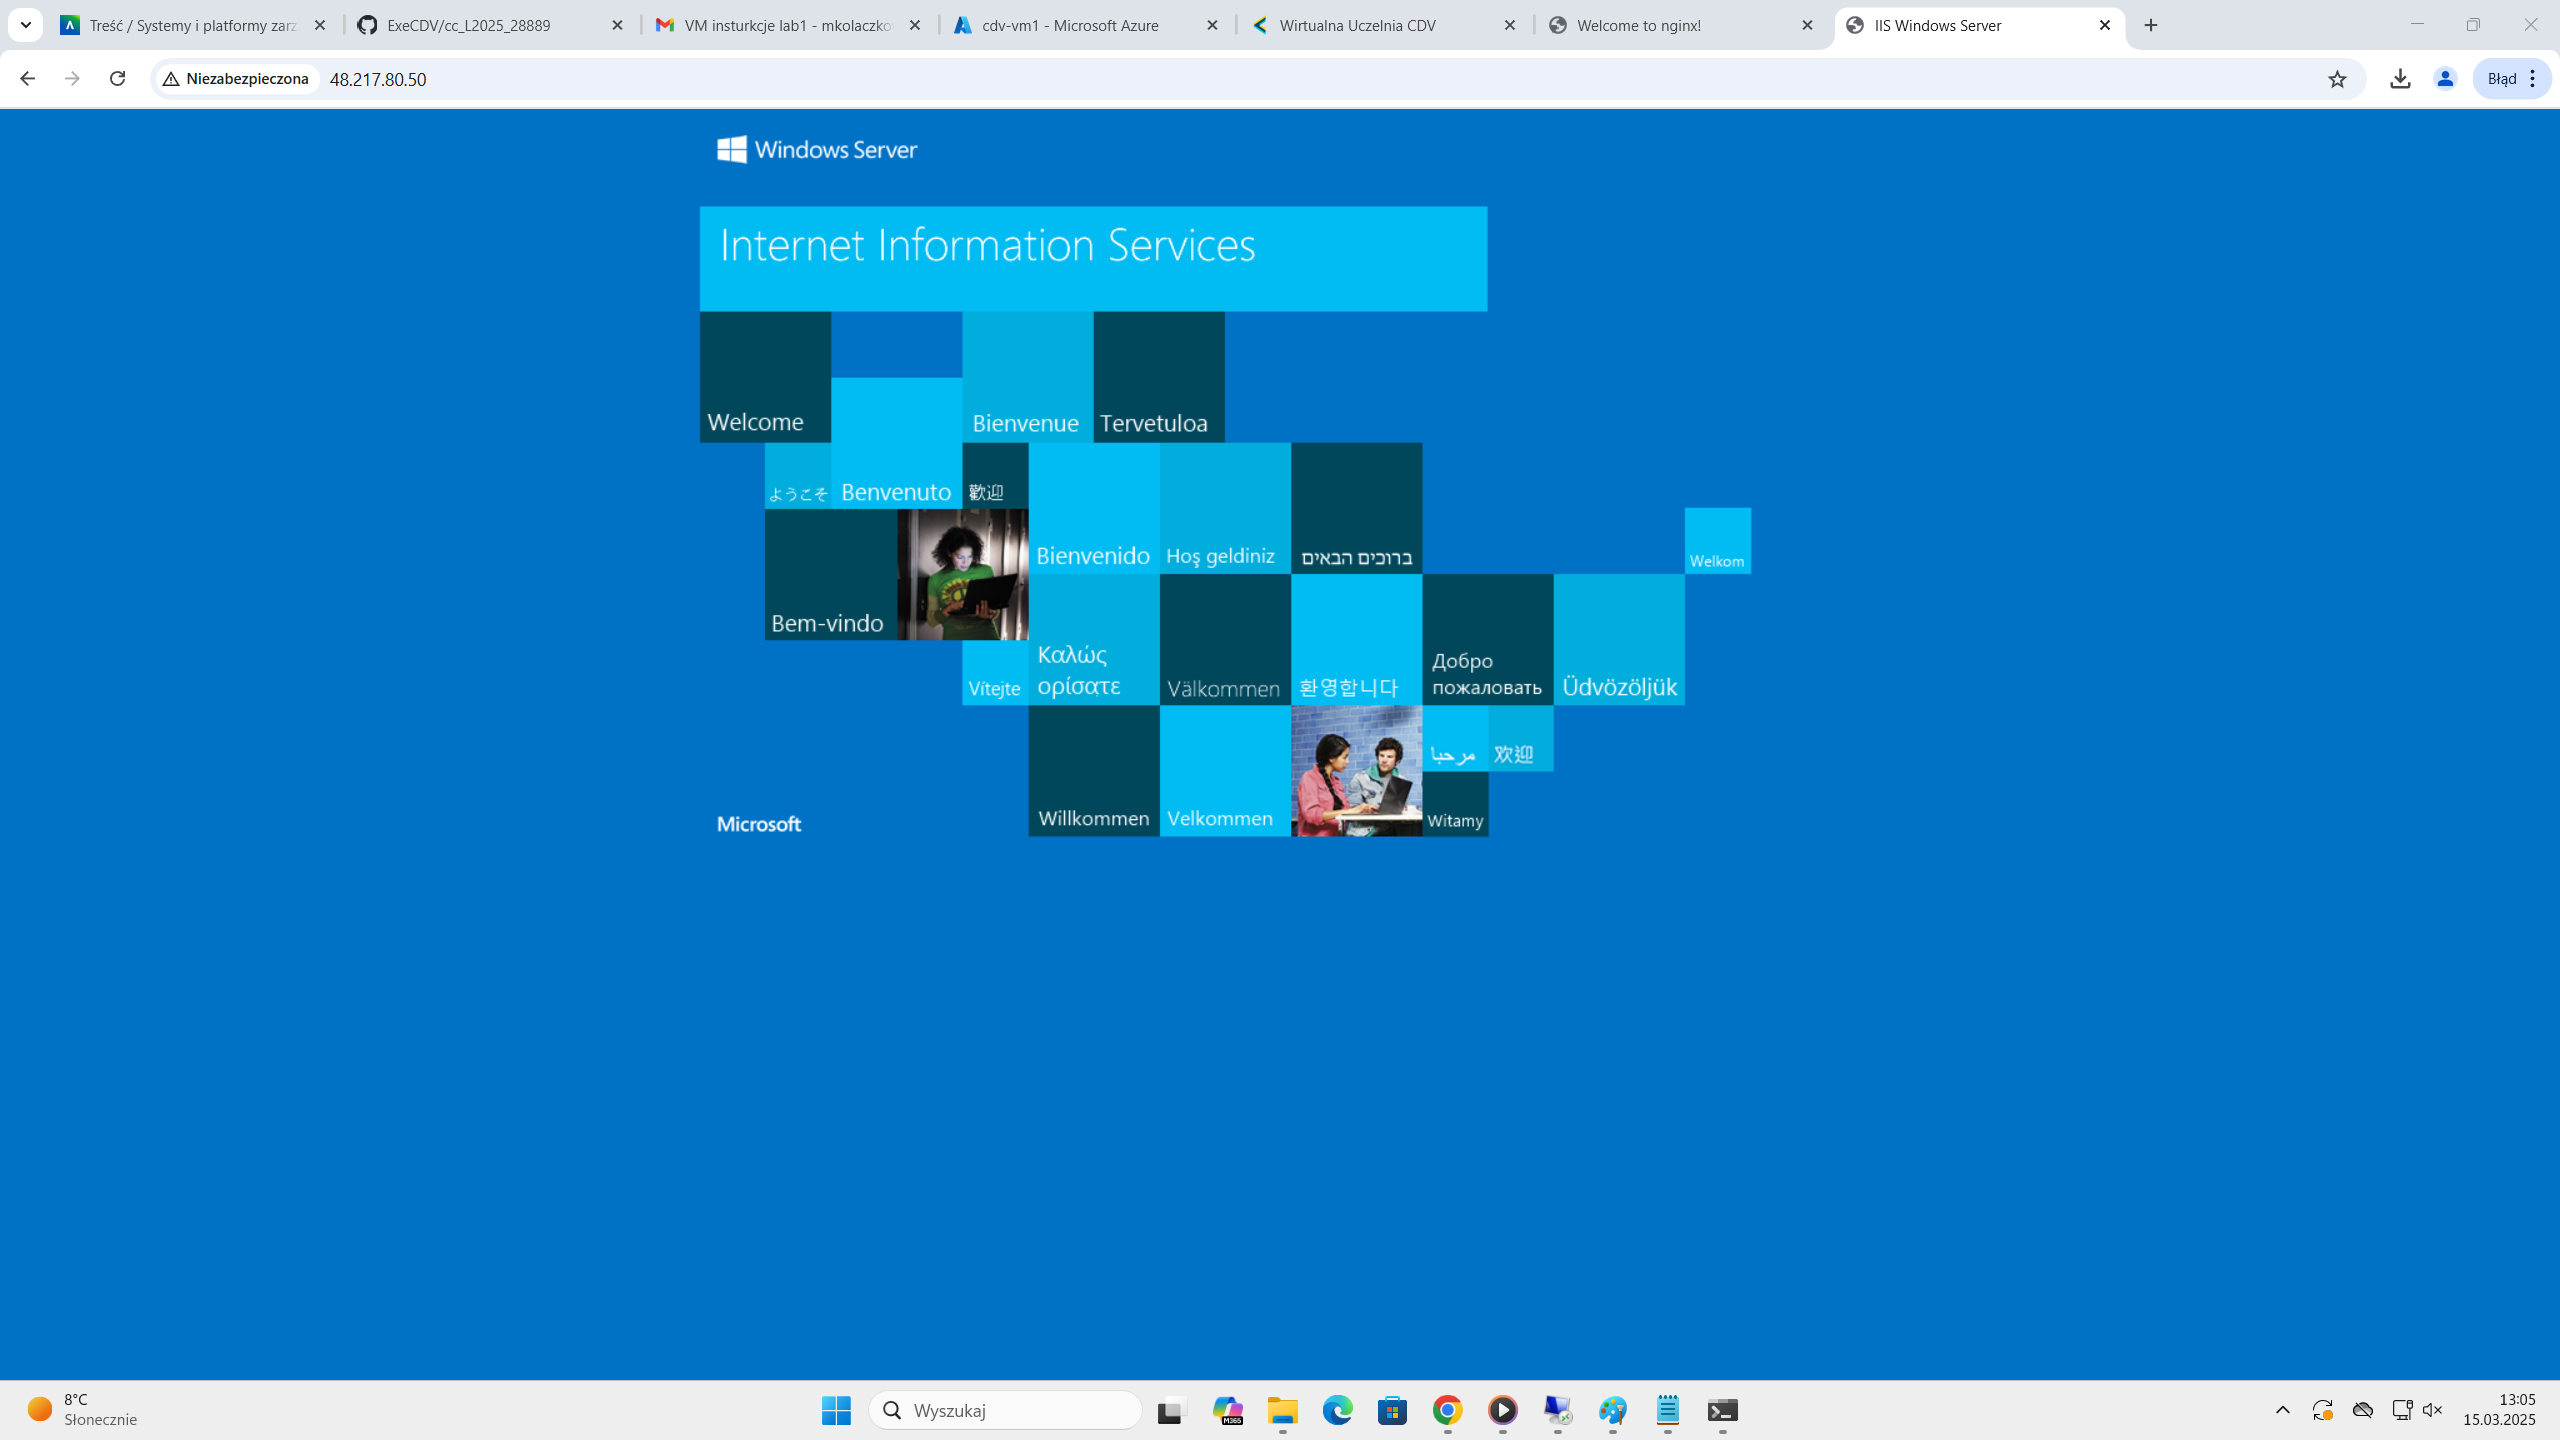 Treść / Systemy i platformy zarz
ExeCDV/cc_L2025_28889
VM insturkcje lab1 - mkolaczkov
cdv-vm1 - Microsoft Azure
Wirtualna Uczelnia CDV
Welcome to nginx!
IIS Windows Server
Niezabezpieczona
48.217.80.50
Błąd
Windows Server
Internet Information Services
Welcome
Bienvenue
Tervetuloa
ようこそ
Benvenuto
歡迎
Bienvenido
Hoş geldiniz
ברוכים הבאים
Welkom
Bem-vindo
Vítejte
Καλώς
ορίσατε
Välkommen
환영합니다
Добро
пожаловать
Üdvözöljük
Willkommen
Velkommen
مرحبا
欢迎
Witamy
Microsoft
8°C
Słonecznie
Wyszukaj
M365
13:05
15.03.2025